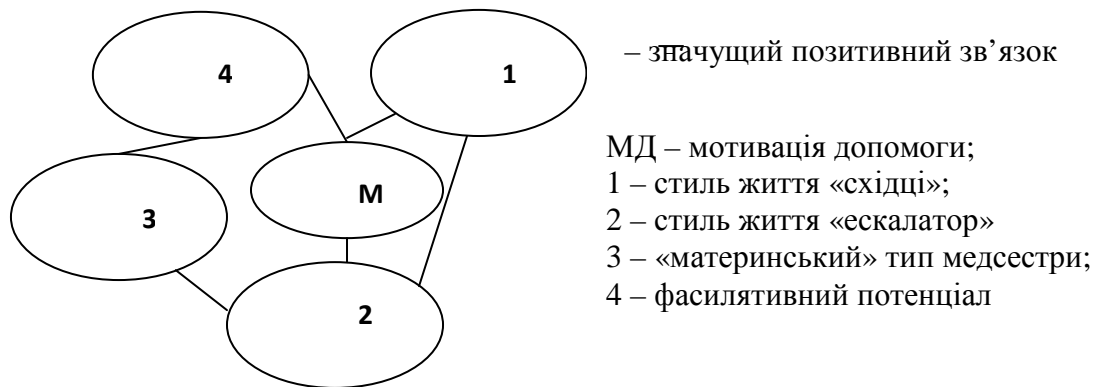 4
1
М
3
2
– значущий позитивний зв’язок
МД – мотивація допомоги;
1 – стиль життя «східці»;
2 – стиль життя «ескалатор»
3 – «материнський» тип медсестри;
4 – фасилятивний потенціал